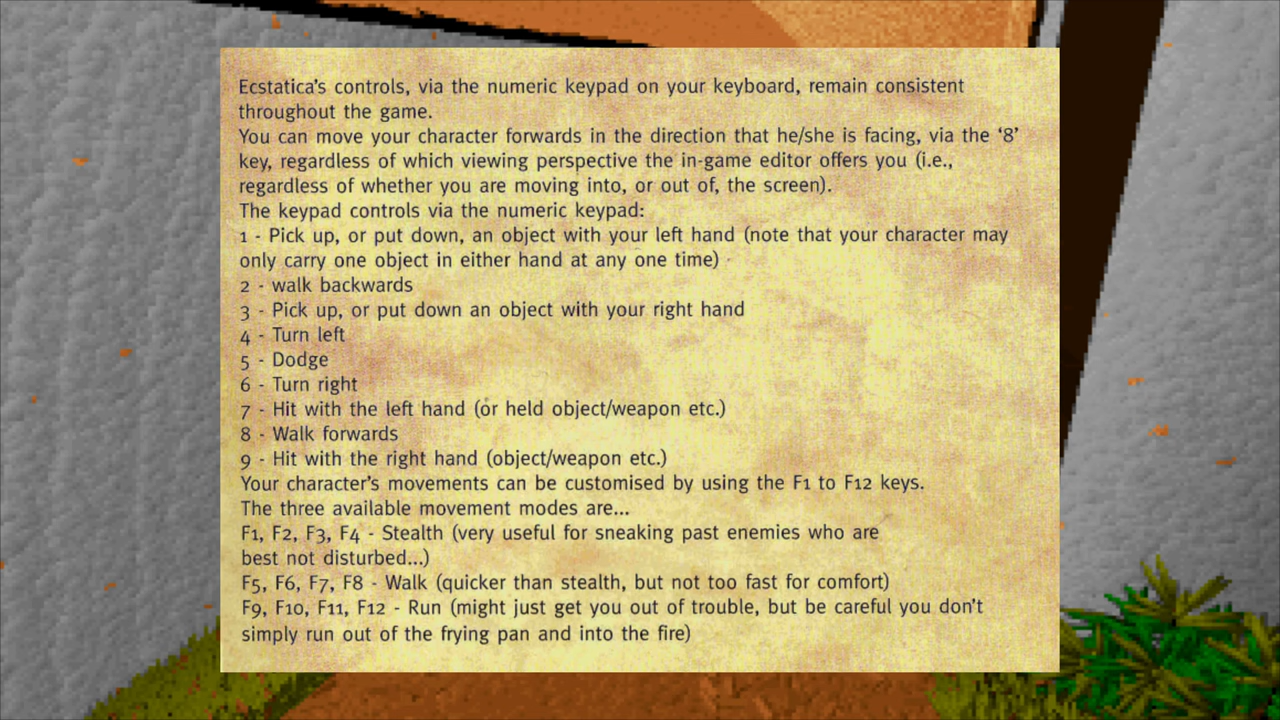 Ecstatica's controls, via the numeric keypad on your keyboard, remain consistent
throughout the game.
You can move your character forwards in the direction that he/she is facing, via the ‘8’
key, regardless of which viewing perspective the in-game editor offers you (i.e.,
regardless of whether you are moving into, or out of, the screen).
The keypad controls via the numeric keypad:
1 - Pick up, or put down, an object with your left hand (note that your character may
only carry one object in either hand at any one time)
2 - walk backwards
3 - Pick up, or put down an object with your right hand
4 - Turn left
5 - Dodge
6 - Turn right
7 - Hit with the left hand (or held object/weapon etc.)
8 - Walk forwards
9 - Hit with the right hand (object/weapon etc.)
Your character's movements can be customised by using the F1 to F12 keys.
The three available movement modes are...
F1, F2, F3, F4 - Stealth (very useful for sneaking past enemies who are
best not disturbed...)
F5, F6, F7, F8 - Walk (quicker than stealth, but not too fast for comfort)
F9, F10, F11, F12 - Run (might just get you out of trouble, but be careful you don't
simply run out of the frying pan and into the fire)